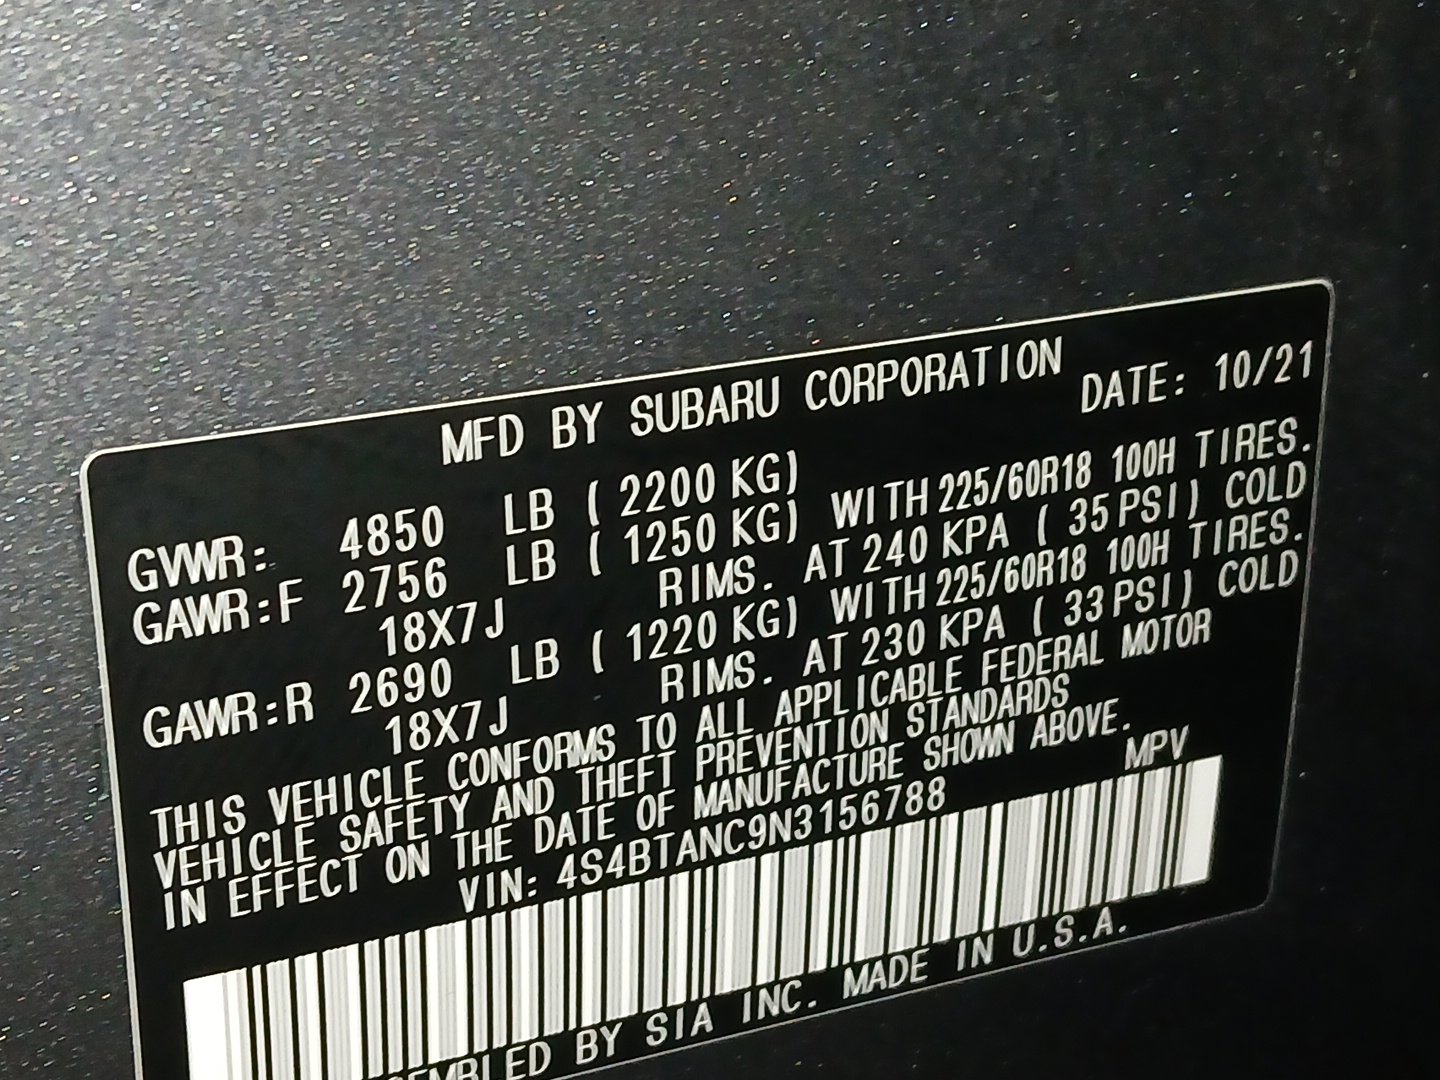 MFD BY SUBARU CORPORATION
DATE: 10/21
GVWR: 4850 LB ( 2200 KG)
GAWR:F 2756 LB ( 1250 KG) WITH 225/60R18 100H TIRES.
18X7J RIMS. AT 240 KPA ( 35 PSI) COLD
GAWR:R 2690 LB ( 1220 KG) WITH 225/60R18 100H TIRES.
18X7J RIMS. AT 230 KPA ( 33 PSI) COLD
THIS VEHICLE CONFORMS TO ALL APPLICABLE FEDERAL MOTOR
VEHICLE SAFETY AND THEFT PREVENTION STANDARDS
IN EFFECT ON THE DATE OF MANUFACTURE SHOWN ABOVE.
VIN: 4S4BTANC9N3156788 MPV
BY SIA INC. MADE IN U.S.A.